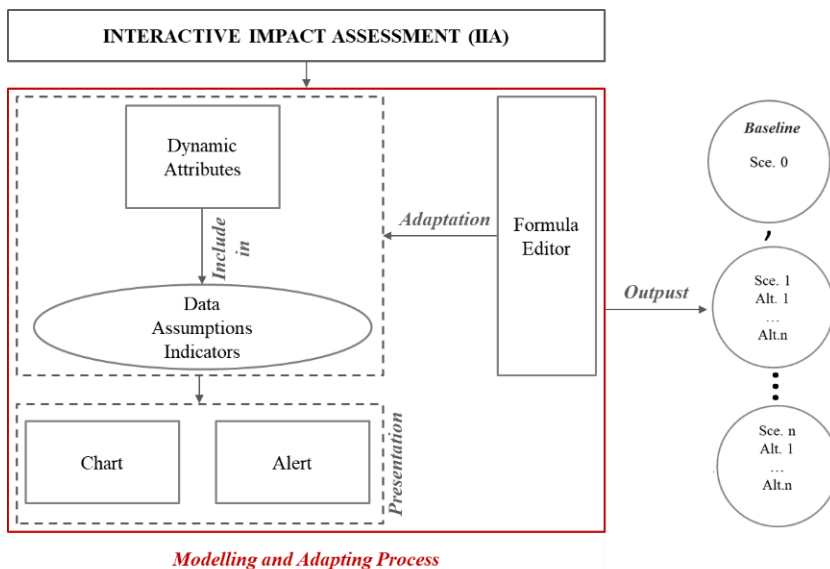 INTERACTIVE IMPACT ASSESSMENT (IIA)
Dynamic
Attributes
Include
in
Data
Assumptions
Indicators
Adaptation
Formula
Editor
Chart
Alert
Presentation
Modelling and Adapting Process
Outpust
Baseline
Sce. 0
,
Sce. 1
Alt. 1
…
Alt.n
Sce. n
Alt. 1
…
Alt.n